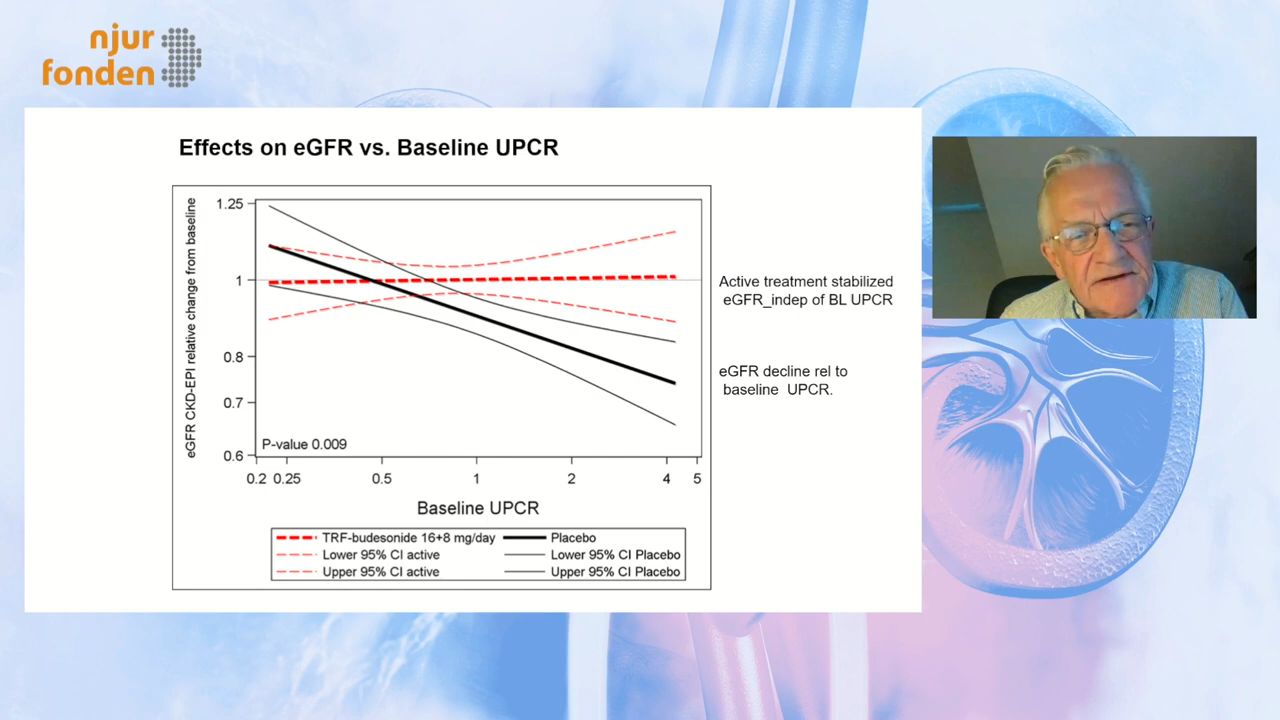 njur
fonden
Effects on eGFR vs. Baseline UPCR
eGFR CKD-EPI relative change from baseline
1.25
1
0.8
0.7
0.6
P-value 0.009
0.2 0.25 0.5 1 2 4 5
Baseline UPCR
TRF-budesonide 16+8 mg/day Placebo
Lower 95% CI active Lower 95% CI Placebo
Upper 95% CI active Upper 95% CI Placebo
Active treatment stabilized
eGFR_indep of BL UPCR
eGFR decline rel to
baseline UPCR.